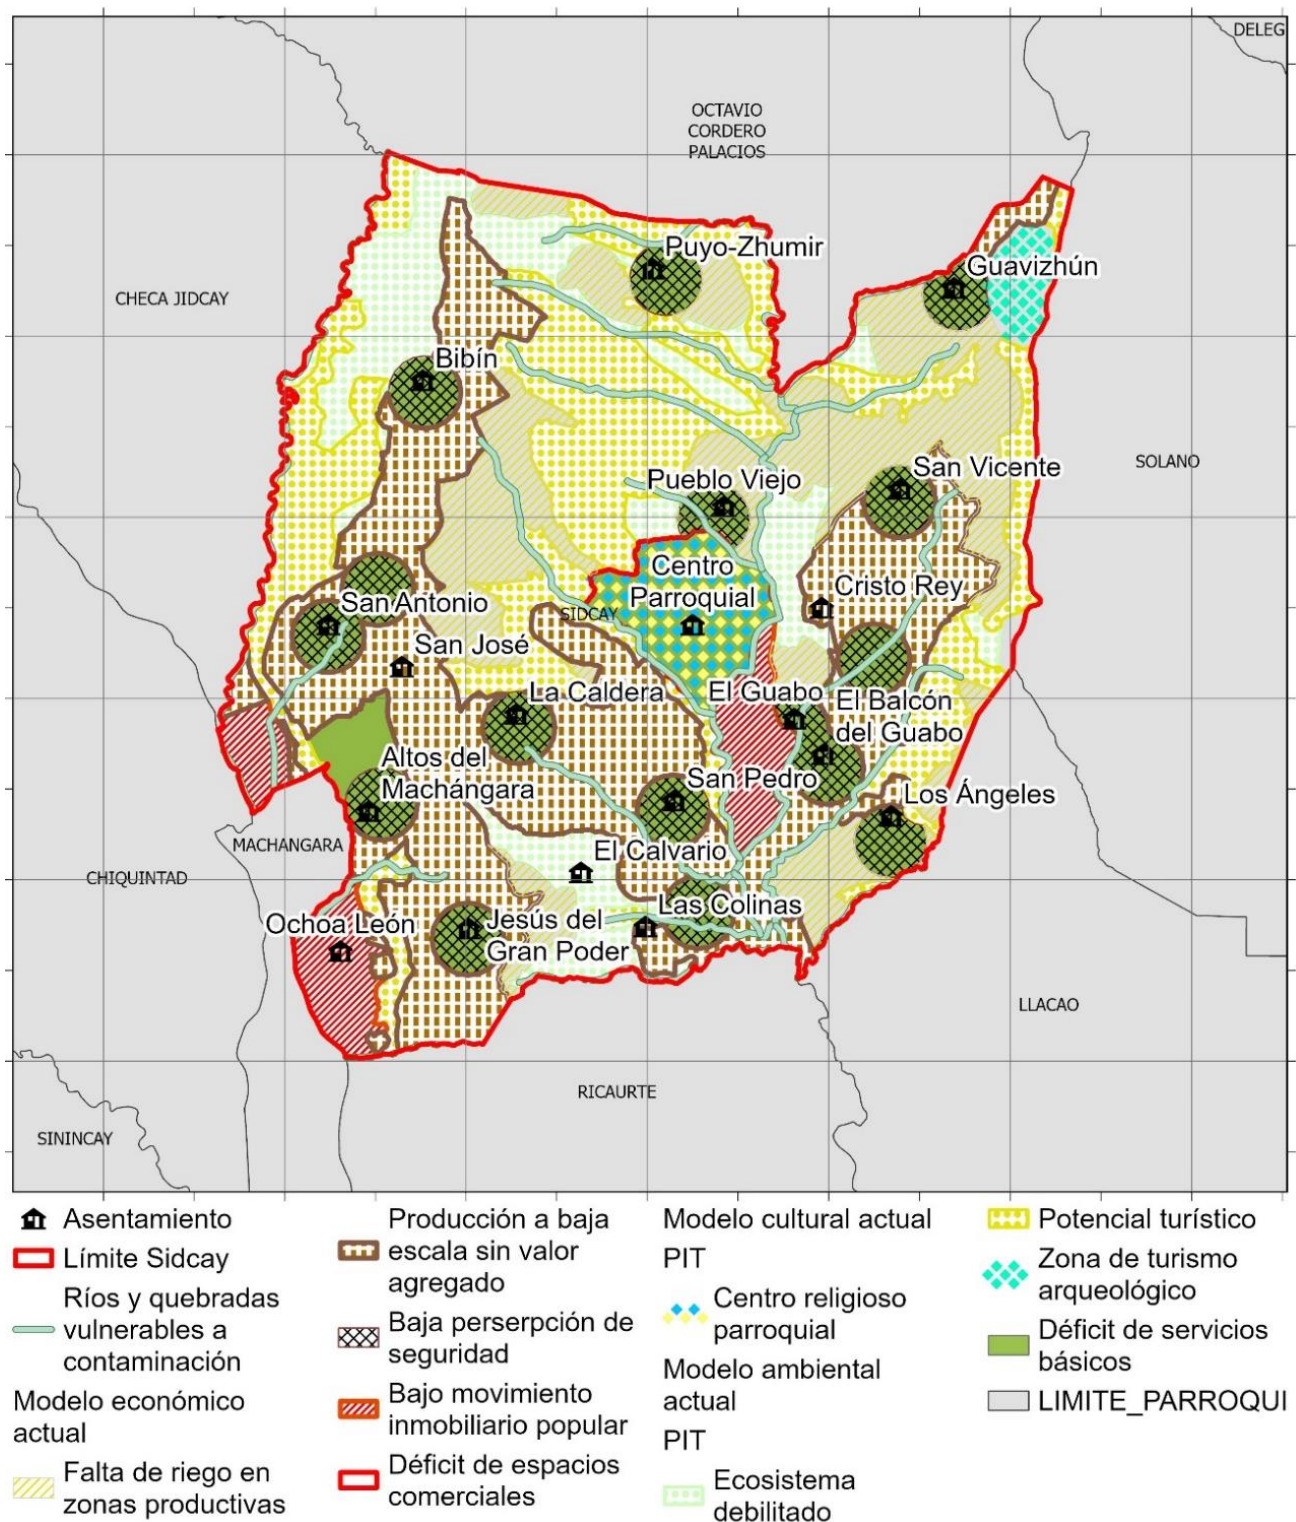 DELEG
OCTAVIO
CORDERO
PALACIOS
Puyo-Zhumir
Guavizhún
CHECA JIDCAY
Bibín
SOLANO
San Vicente
Pueblo Viejo
Centro
Parroquial
Cristo Rey
San Antonio
SIDCAY
San José
La Caldera
El Guabo
El Balcón
del Guabo
Altos del
Machángara
San Pedro
Los Ángeles
MACHANGARA
El Calvario
CHIQUINTAD
Las Colinas
Ochoa León
Jesús del
Gran Poder
LLACAO
RICAURTE
SININCAY
Asentamiento
Límite Sidcay
Ríos y quebradas
vulnerables a
contaminación
Modelo económico
actual
Falta de riego en
zonas productivas
Producción a baja
escala sin valor
agregado
Baja perserpción de
seguridad
Bajo movimiento
inmobiliario popular
Déficit de espacios
comerciales
Modelo cultural actual
PIT
Centro religioso
parroquial
Modelo ambiental
actual
PIT
Ecosistema
debilitado
Potencial turístico
Zona de turismo
arqueológico
Déficit de servicios
básicos
LIMITE_PARROQUI